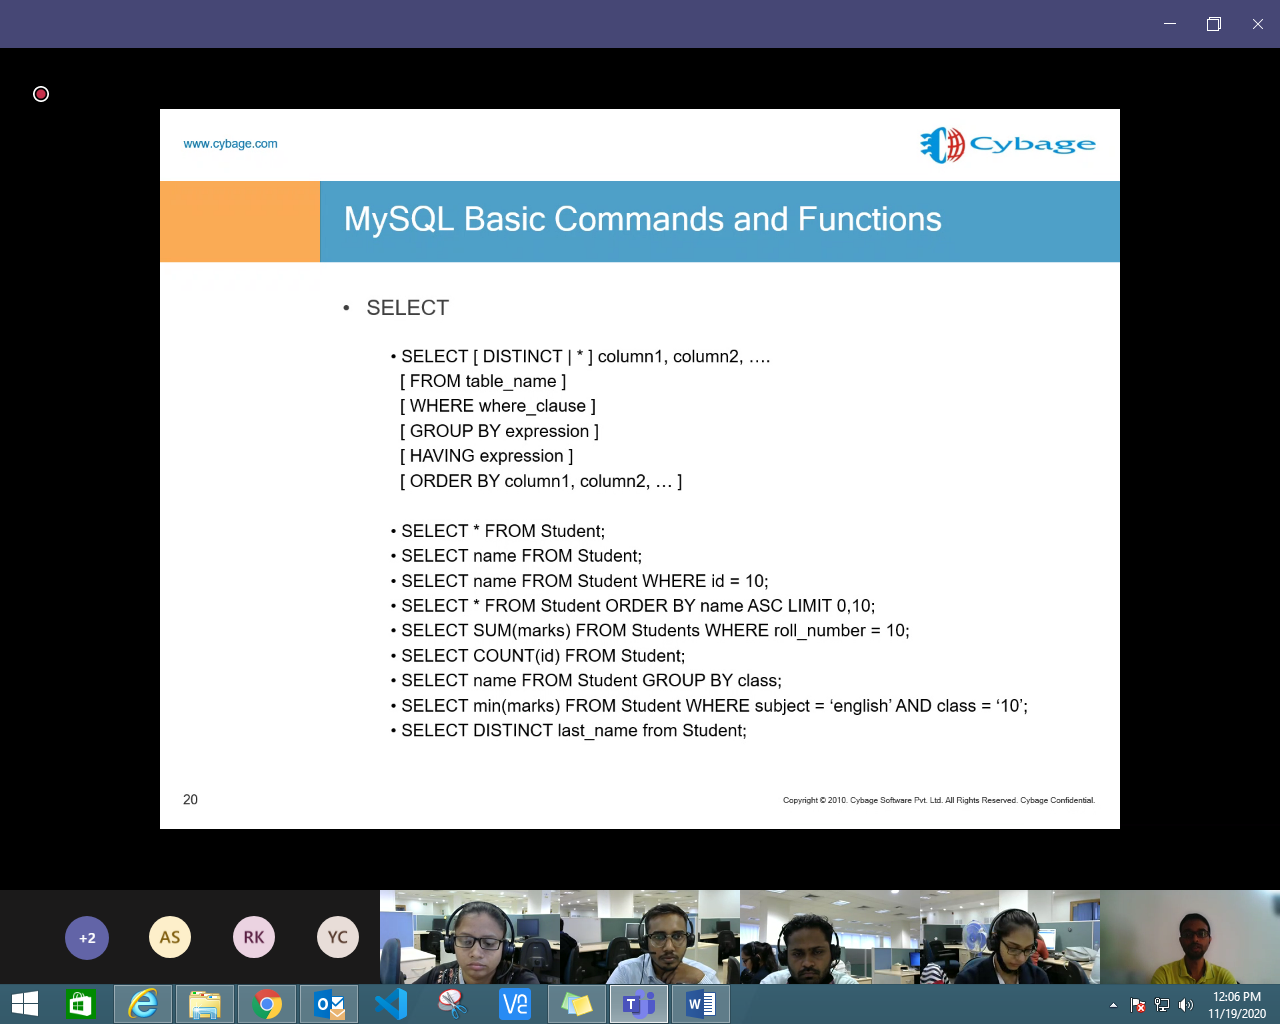 www.cybage.com
Cybage
MySQL Basic Commands and Functions
• SELECT
• SELECT [ DISTINCT | * ] column1, column2, ….
[ FROM table_name ]
[ WHERE where_clause ]
[ GROUP BY expression ]
[ HAVING expression ]
[ ORDER BY column1, column2, … ]
• SELECT * FROM Student;
• SELECT name FROM Student;
• SELECT name FROM Student WHERE id = 10;
• SELECT * FROM Student ORDER BY name ASC LIMIT 0,10;
• SELECT SUM(marks) FROM Students WHERE roll_number = 10;
• SELECT COUNT(id) FROM Student;
• SELECT name FROM Student GROUP BY class;
• SELECT min(marks) FROM Student WHERE subject = ‘english’ AND class = ‘10’;
• SELECT DISTINCT last_name from Student;
20
Copyright © 2010. Cybage Software Pvt. Ltd. All Rights Reserved. Cybage Confidential.
+2
AS
RK
YC
12:06 PM
11/19/2020